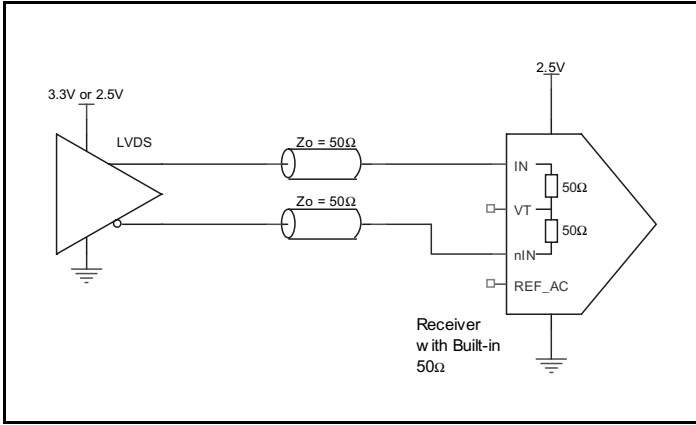 2.5V
3.3V or 2.5V
LVDS
Zo = 50Ω
IN
50Ω
Zo = 50Ω
VT
50Ω
nIN
REF_AC
Receiver
with Built-in
50Ω